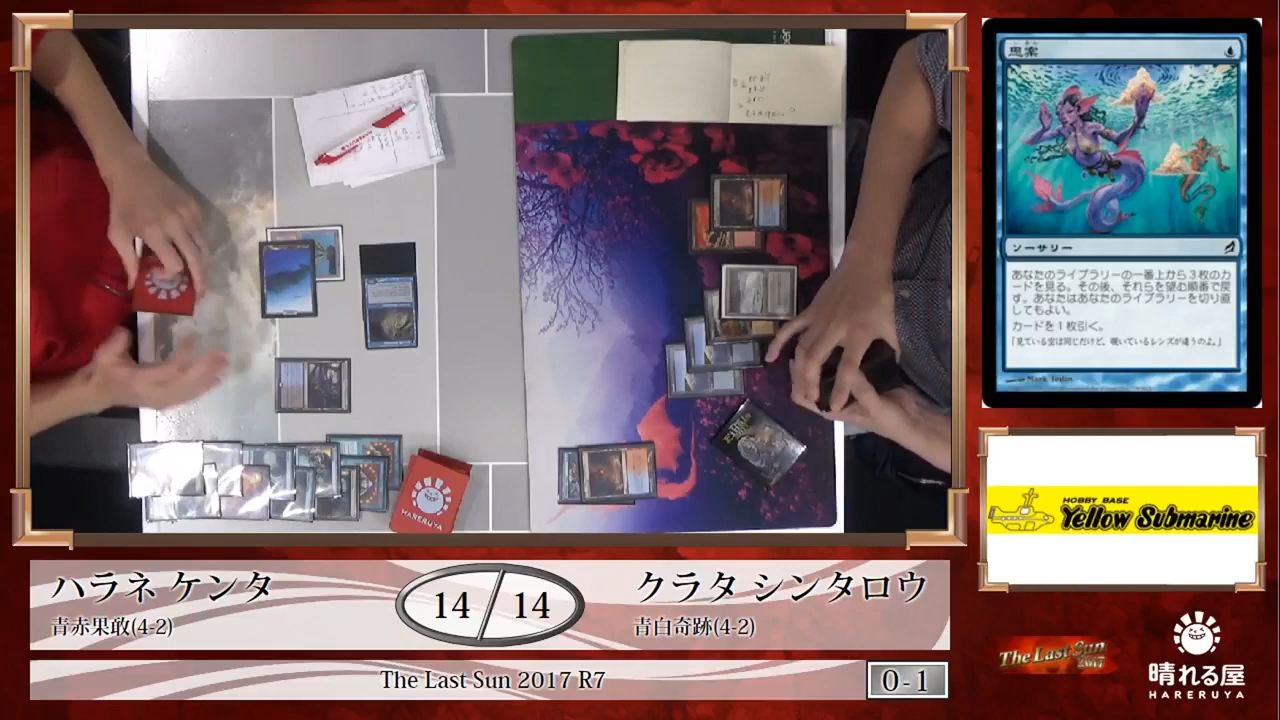 思案
ソーサリー
あなたのライブラリーの一番上から3枚のカ
ードを見る。その後、それらを望む順番で戻
す。あなたはあなたのライブラリーを切り直
してもよい。
カードを1枚引く。
「見ている空は同じだけど、覗いているレンズが違うのよ。」
HARERUYA
HOBBY BASE
Yellow Submarine
ハラネ ケンタ
青赤果敢(4-2)
14 / 14
クラタ シンタロウ
青白奇跡(4-2)
The Last Sun 2017 R7
0-1
The Last Sun
2017
晴れる屋
HARERUYA